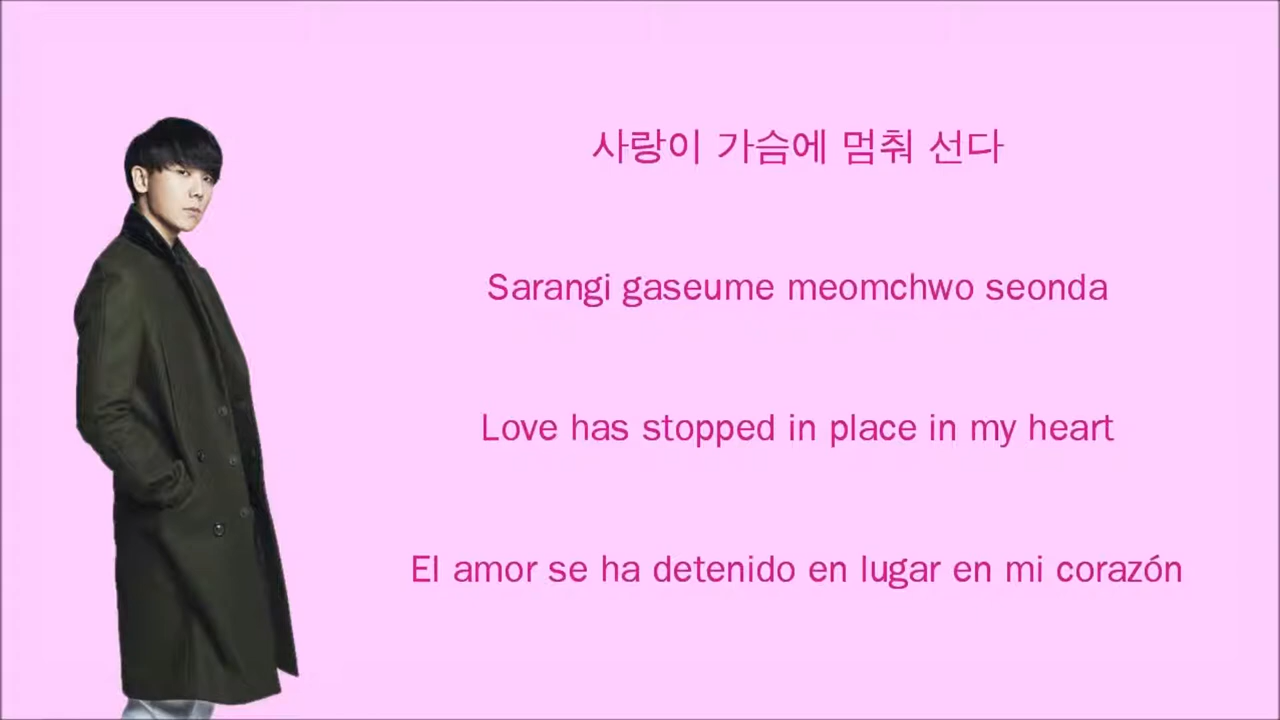 사랑이 가슴에 멈춰 선다
Sarangi gaseume meomchwo seonda
Love has stopped in place in my heart
El amor se ha detenido en lugar en mi corazón